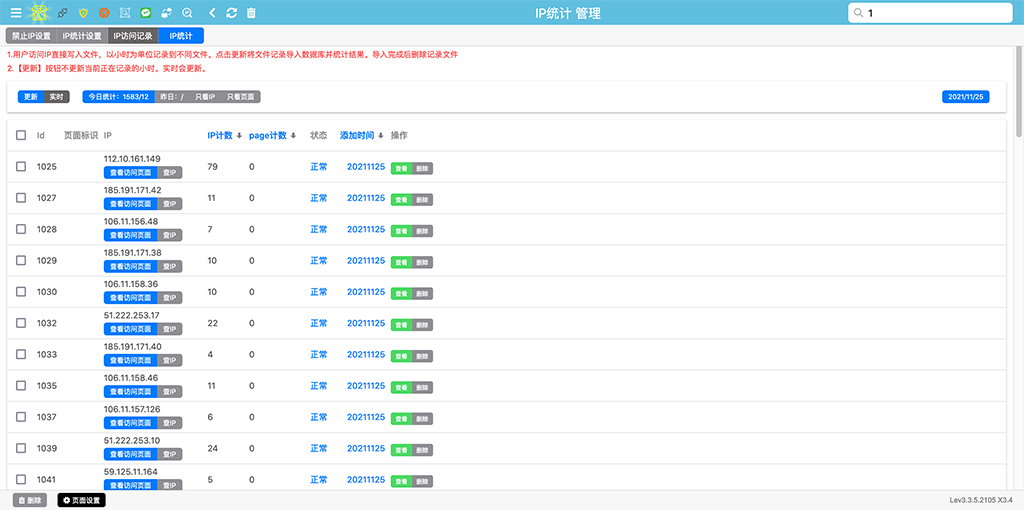 IP统计 管理
1
禁止IP设置 IP统计设置 IP访问记录 IP统计
1.用户访问IP直接写入文件，以小时为单位记录到不同文件。点击更新将文件记录导入数据库并统计结果。导入完成后删除记录文件
2.【更新】按钮不更新当前正在记录的小时。实时会更新。
更新 实时 今日统计：1583/12 昨日：/ 只看IP 只看页面 2021/11/25
Id 页面标识 IP IP计数 page计数 状态 添加时间 操作
112.10.161.149
1025 79 0 正常 20211125 查看 删除
查看访问页面 查IP
185.191.171.42
1027 11 0 正常 20211125 查看 删除
查看访问页面 查IP
106.11.156.48
1028 7 0 正常 20211125 查看 删除
查看访问页面 查IP
185.191.171.38
1029 10 0 正常 20211125 查看 删除
查看访问页面 查IP
106.11.158.36
1030 10 0 正常 20211125 查看 删除
查看访问页面 查IP
51.222.253.17
1032 22 0 正常 20211125 查看 删除
查看访问页面 查IP
185.191.171.40
1033 4 0 正常 20211125 查看 删除
查看访问页面 查IP
106.11.158.46
1035 11 0 正常 20211125 查看 删除
查看访问页面 查IP
106.11.157.126
1037 6 0 正常 20211125 查看 删除
查看访问页面 查IP
51.222.253.10
1039 24 0 正常 20211125 查看 删除
查看访问页面 查IP
59.125.11.164
1041 5 0 正常 20211125 查看 删除
查看访问页面 查IP
删除 页面设置 Lev3.3.5.2105 X3.4